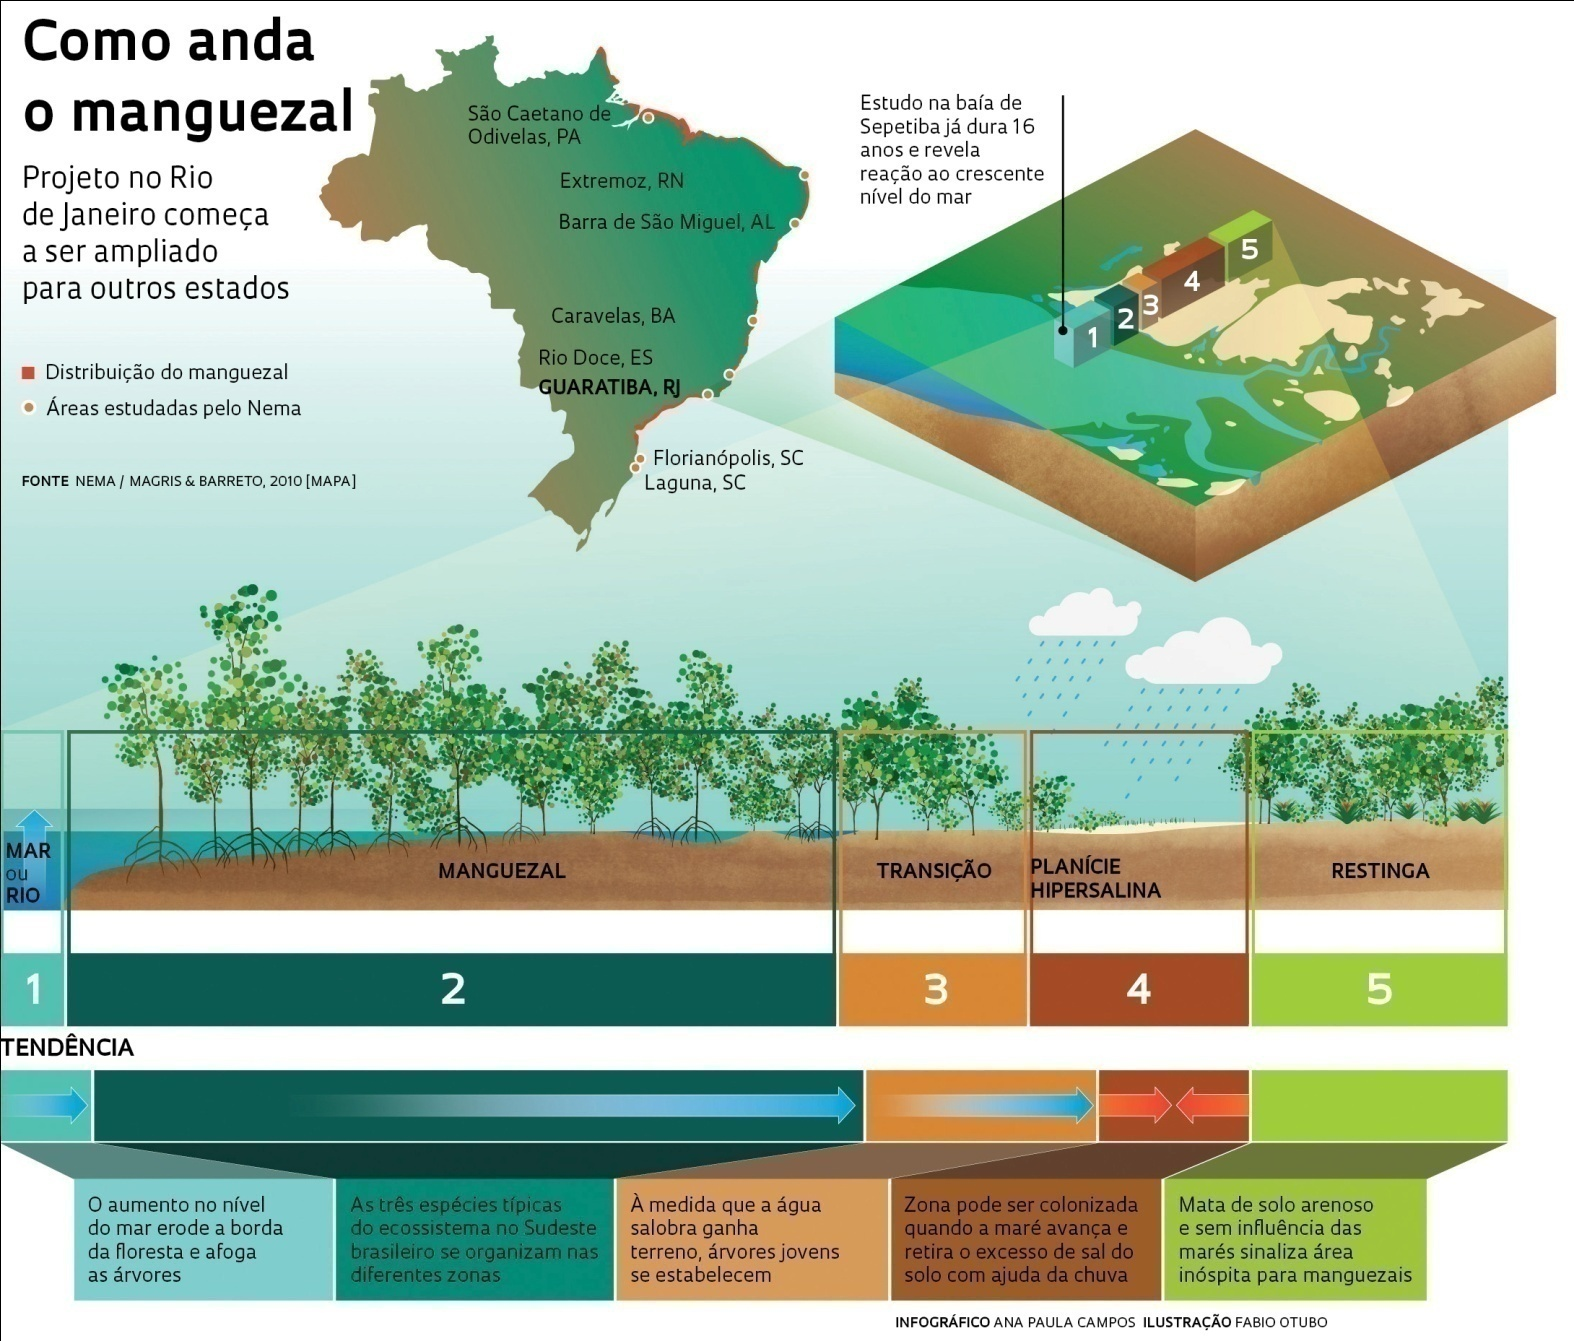 Como anda
o manguezal
Projeto no Rio
de Janeiro começa
a ser ampliado
para outros estados
Distribuição do manguezal
Áreas estudadas pelo Nema
FONTE NEMA / MAGRIS & BARRETO, 2010 [MAPA]
São Caetano de
Odivelas, PA
Extremoz, RN
Barra de São Miguel, AL
Caravelas, BA
Rio Doce, ES
GUARATIBA, RJ
Florianópolis, SC
Laguna, SC
Estudo na baía de
Sepetiba já dura 16
anos e revela
reação ao crescente
nível do mar
1
2
3
4
5
MAR
ou
RIO
MANGUEZAL
TRANSIÇÃO
PLANÍCIE
HIPERSALINA
RESTINGA
1
2
3
4
5
TENDÊNCIA
O aumento no nível
do mar erode a borda
da floresta e afoga
as árvores
As três espécies típicas
do ecossistema no Sudeste
brasileiro se organizam nas
diferentes zonas
À medida que a água
salobra ganha
terreno, árvores jovens
se estabelecem
Zona pode ser colonizada
quando a maré avança e
retira o excesso de sal do
solo com ajuda da chuva
Mata de solo arenoso
e sem influência das
marés sinaliza área
inóspita para manguezais
INFOGRÁFICO ANA PAULA CAMPOS ILUSTRAÇÃO FABIO OTUBO